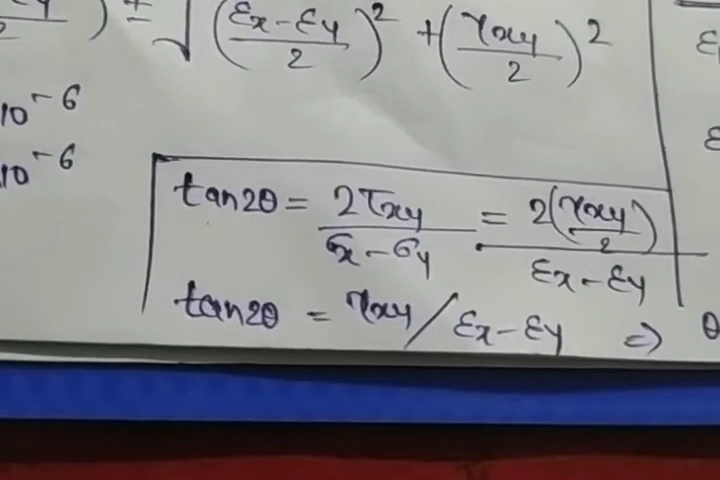 ) ± √((εx-εy/2)² + (γxy/2)²
10⁻⁶
10⁻⁶
tan2θ = 2τxy/σx-σy = 2(γxy/2)/εx-εy
tan2θ = γxy/εx-εy ⇒ θ